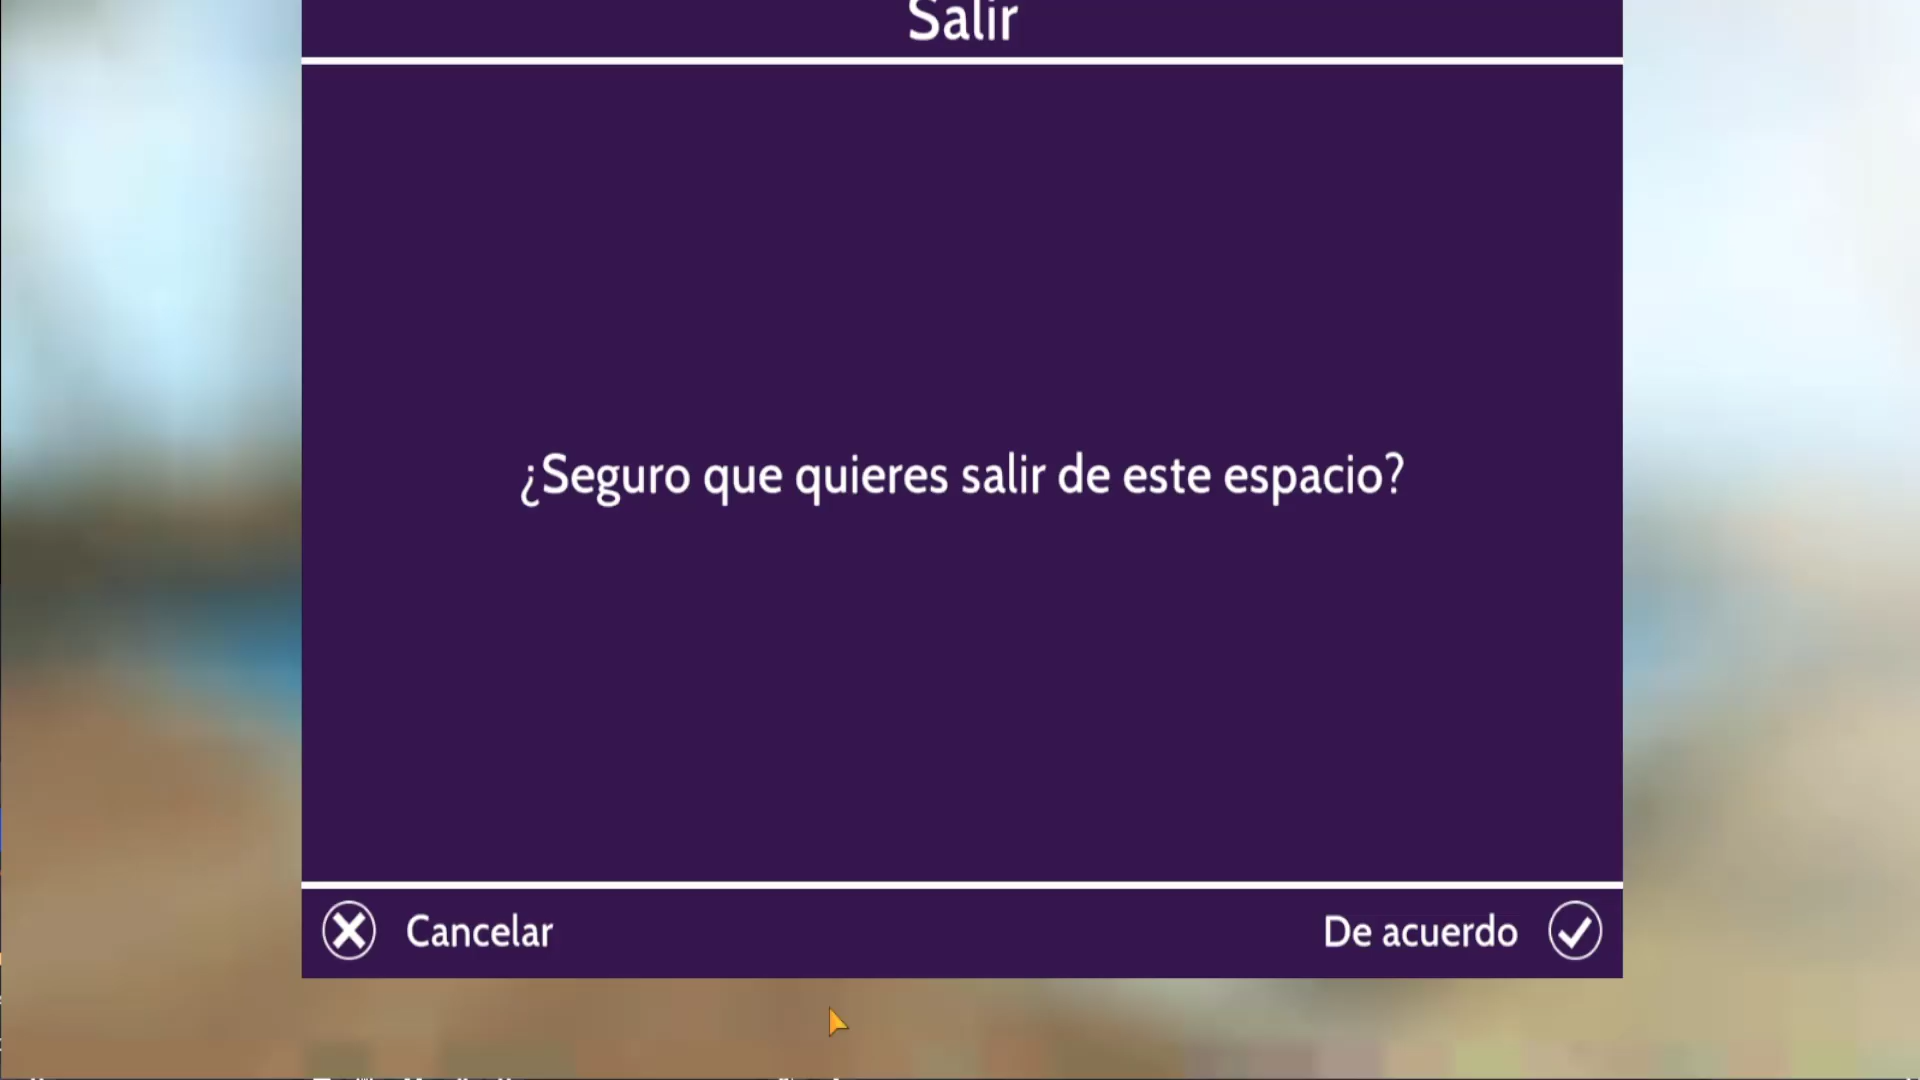 Salir
¿Seguro que quieres salir de este espacio?
Cancelar
De acuerdo